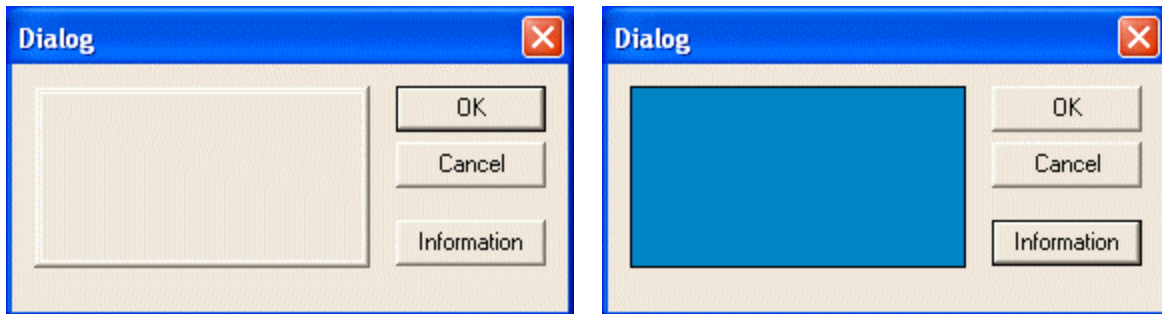 Dialog
OK
Cancel
Information
Dialog
OK
Cancel
Information